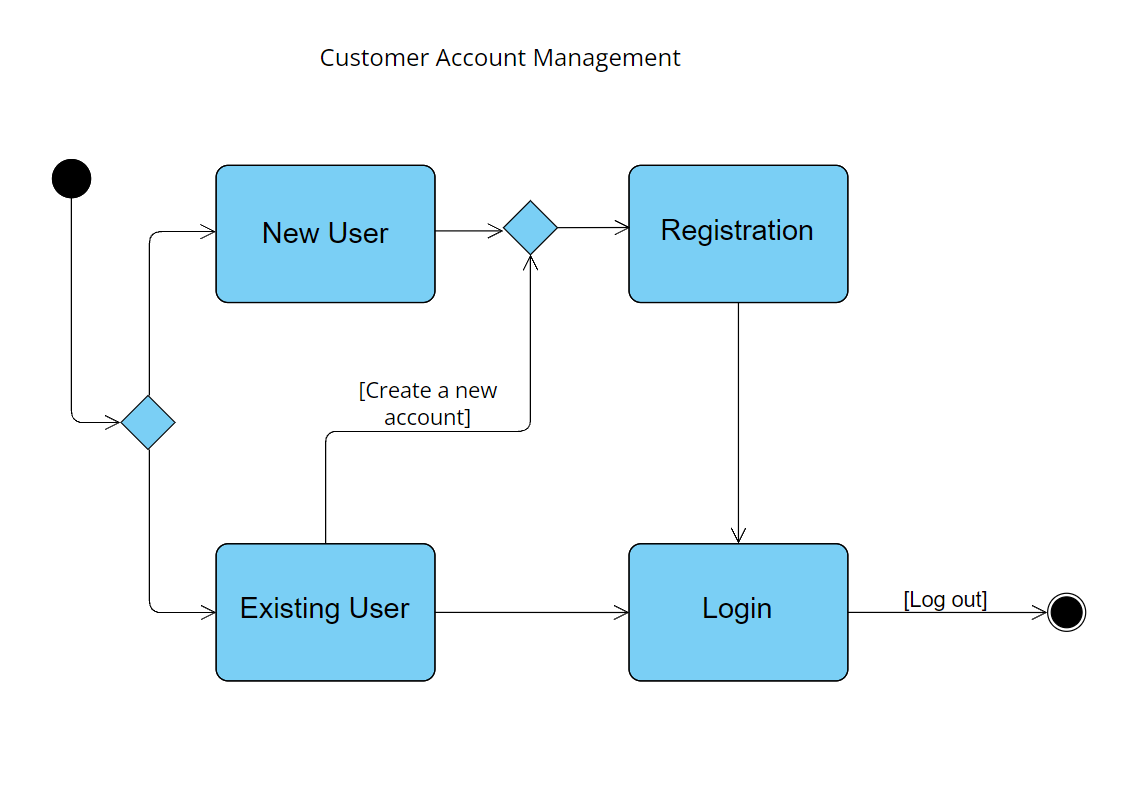 Customer Account Management
New User
Registration
[Create a new
account]
Existing User
Login
[Log out]